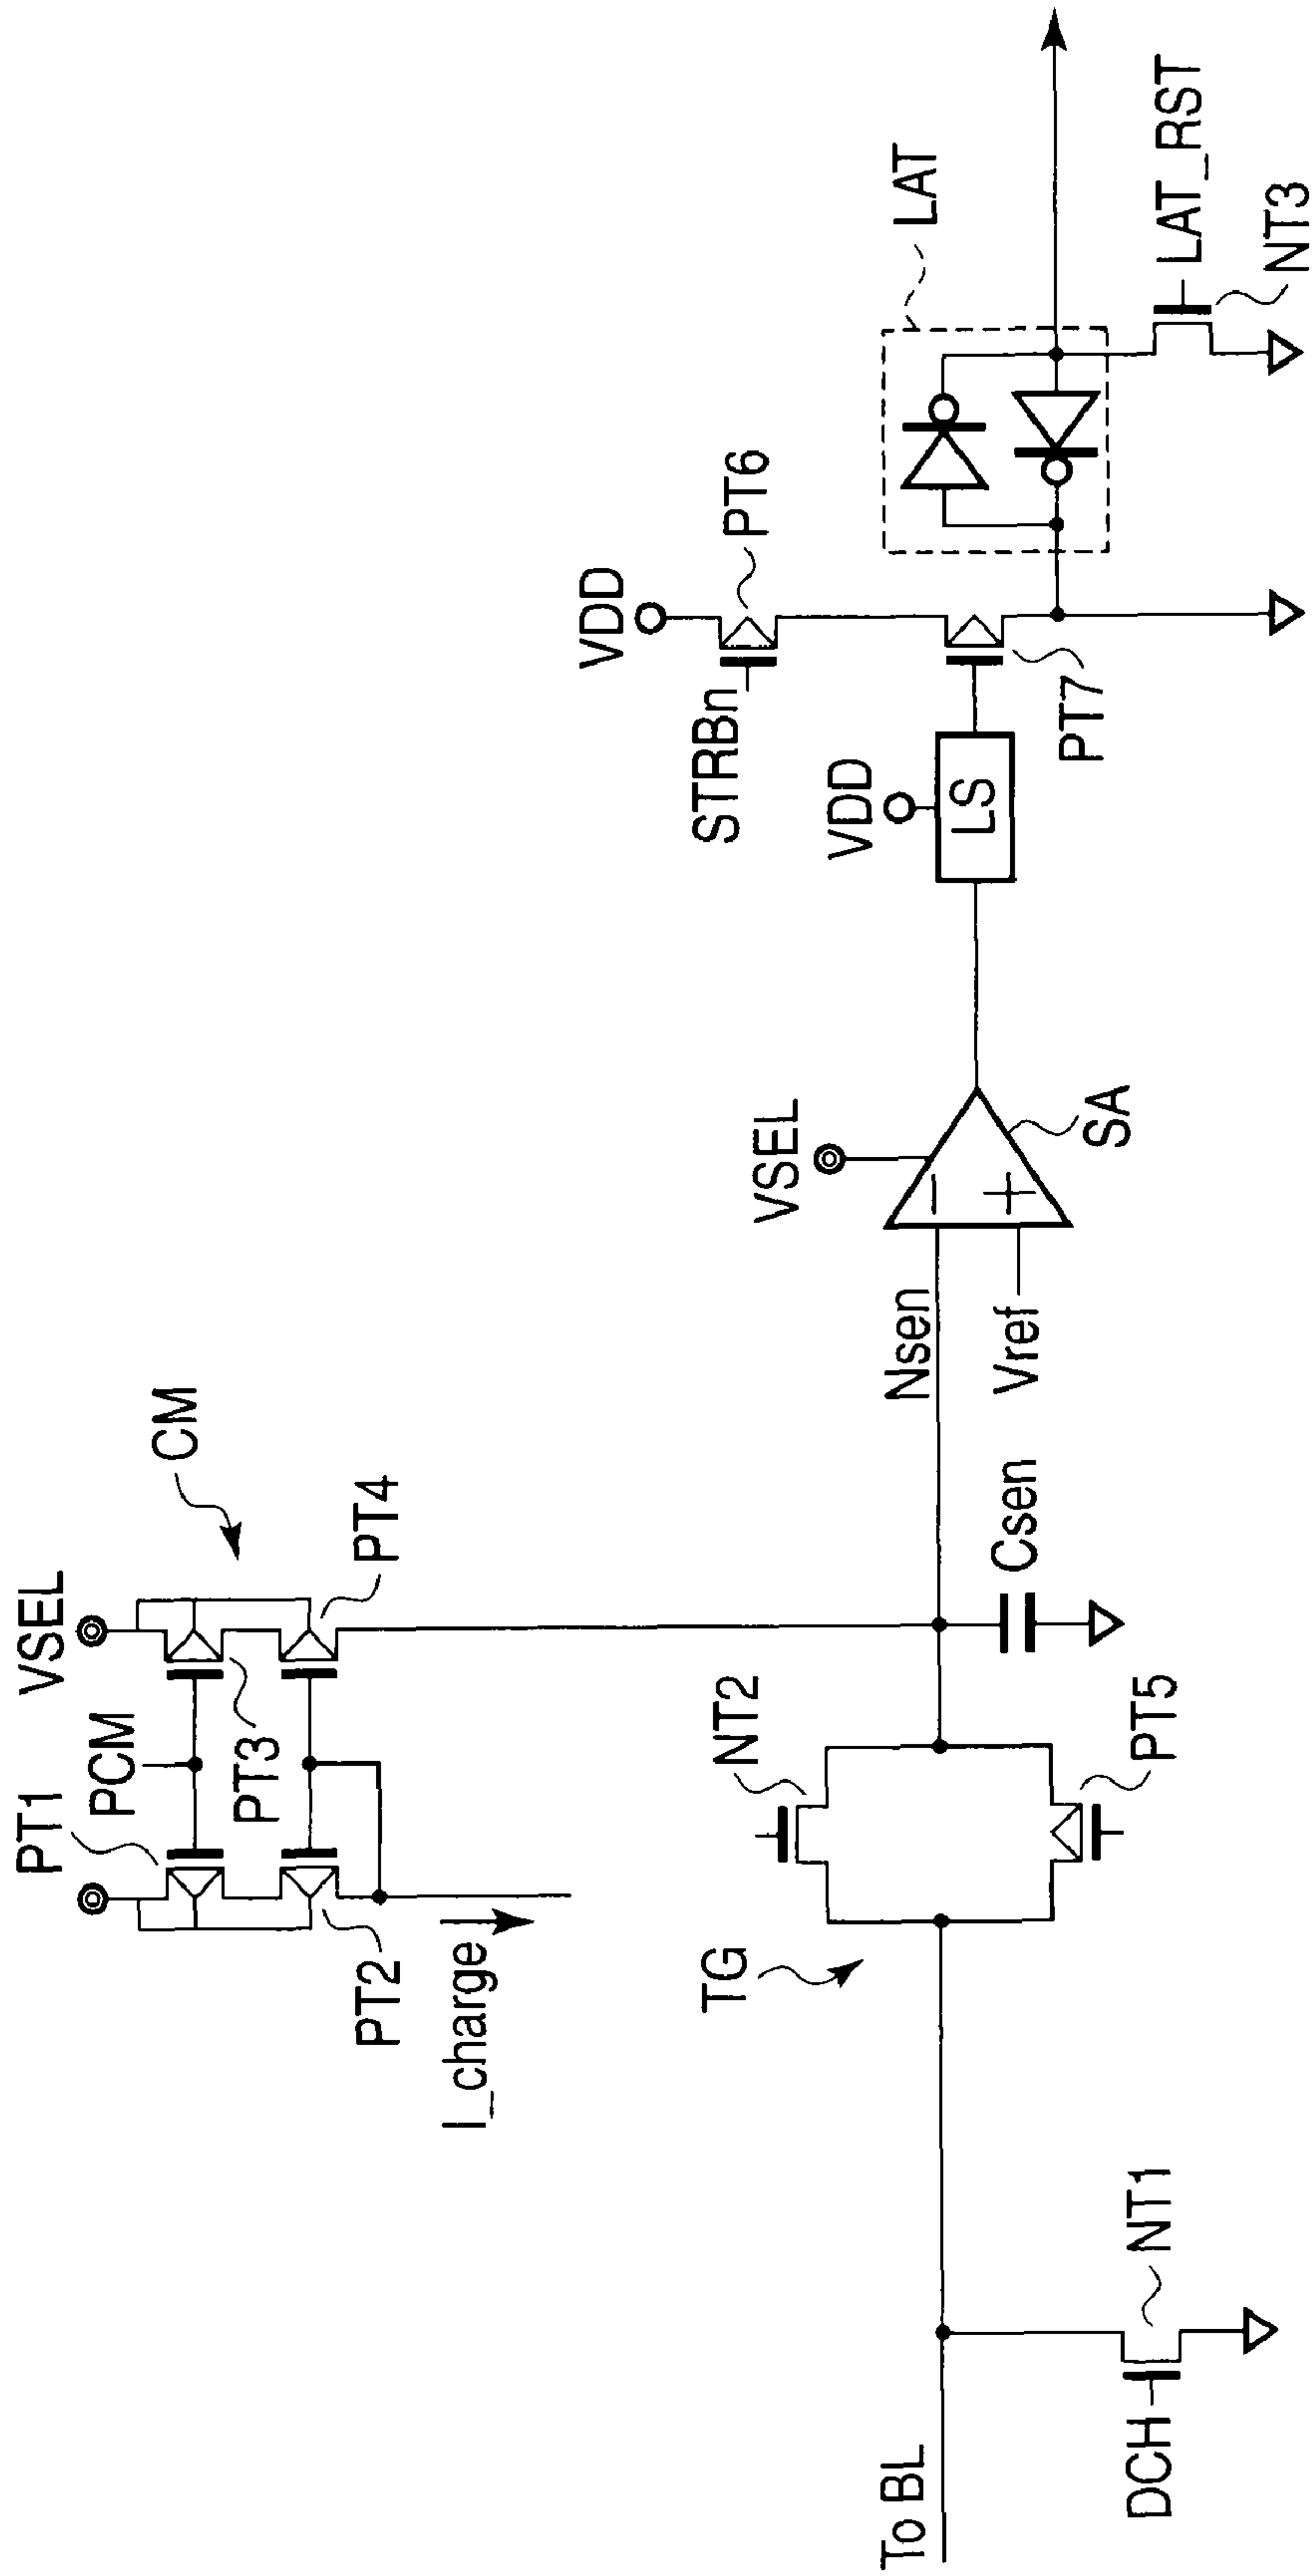 VSEL
CM
PT1
PCM
PT3
PT4
PT2
I_charge
VDD
STRBn
PT6
LAT
VSEL
VDD
LS
TG
NT2
Nsen
Vref
SA
PT7
LAT_RST
NT3
Csen
PT5
To BL
DCH
NT1